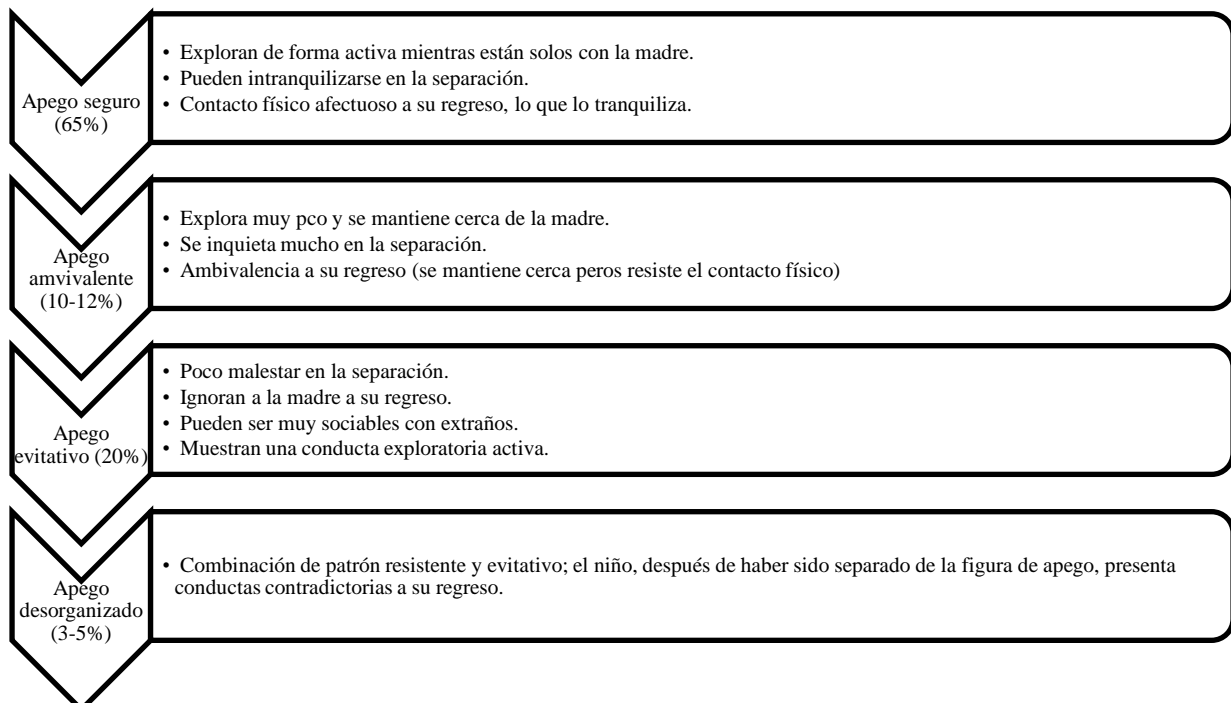 Apego seguro
(65%)
• Exploran de forma activa mientras están solos con la madre.
• Pueden intranquilizarse en la separación.
• Contacto físico afectuoso a su regreso, lo que lo tranquiliza.
Apego
amvivalente
(10-12%)
• Explora muy pco y se mantiene cerca de la madre.
• Se inquieta mucho en la separación.
• Ambivalencia a su regreso (se mantiene cerca peros resiste el contacto físico)
Apego
evitativo (20%)
• Poco malestar en la separación.
• Ignoran a la madre a su regreso.
• Pueden ser muy sociables con extraños.
• Muestran una conducta exploratoria activa.
Apego
desorganizado
(3-5%)
• Combinación de patrón resistente y evitativo; el niño, después de haber sido separado de la figura de apego, presenta
conductas contradictorias a su regreso.